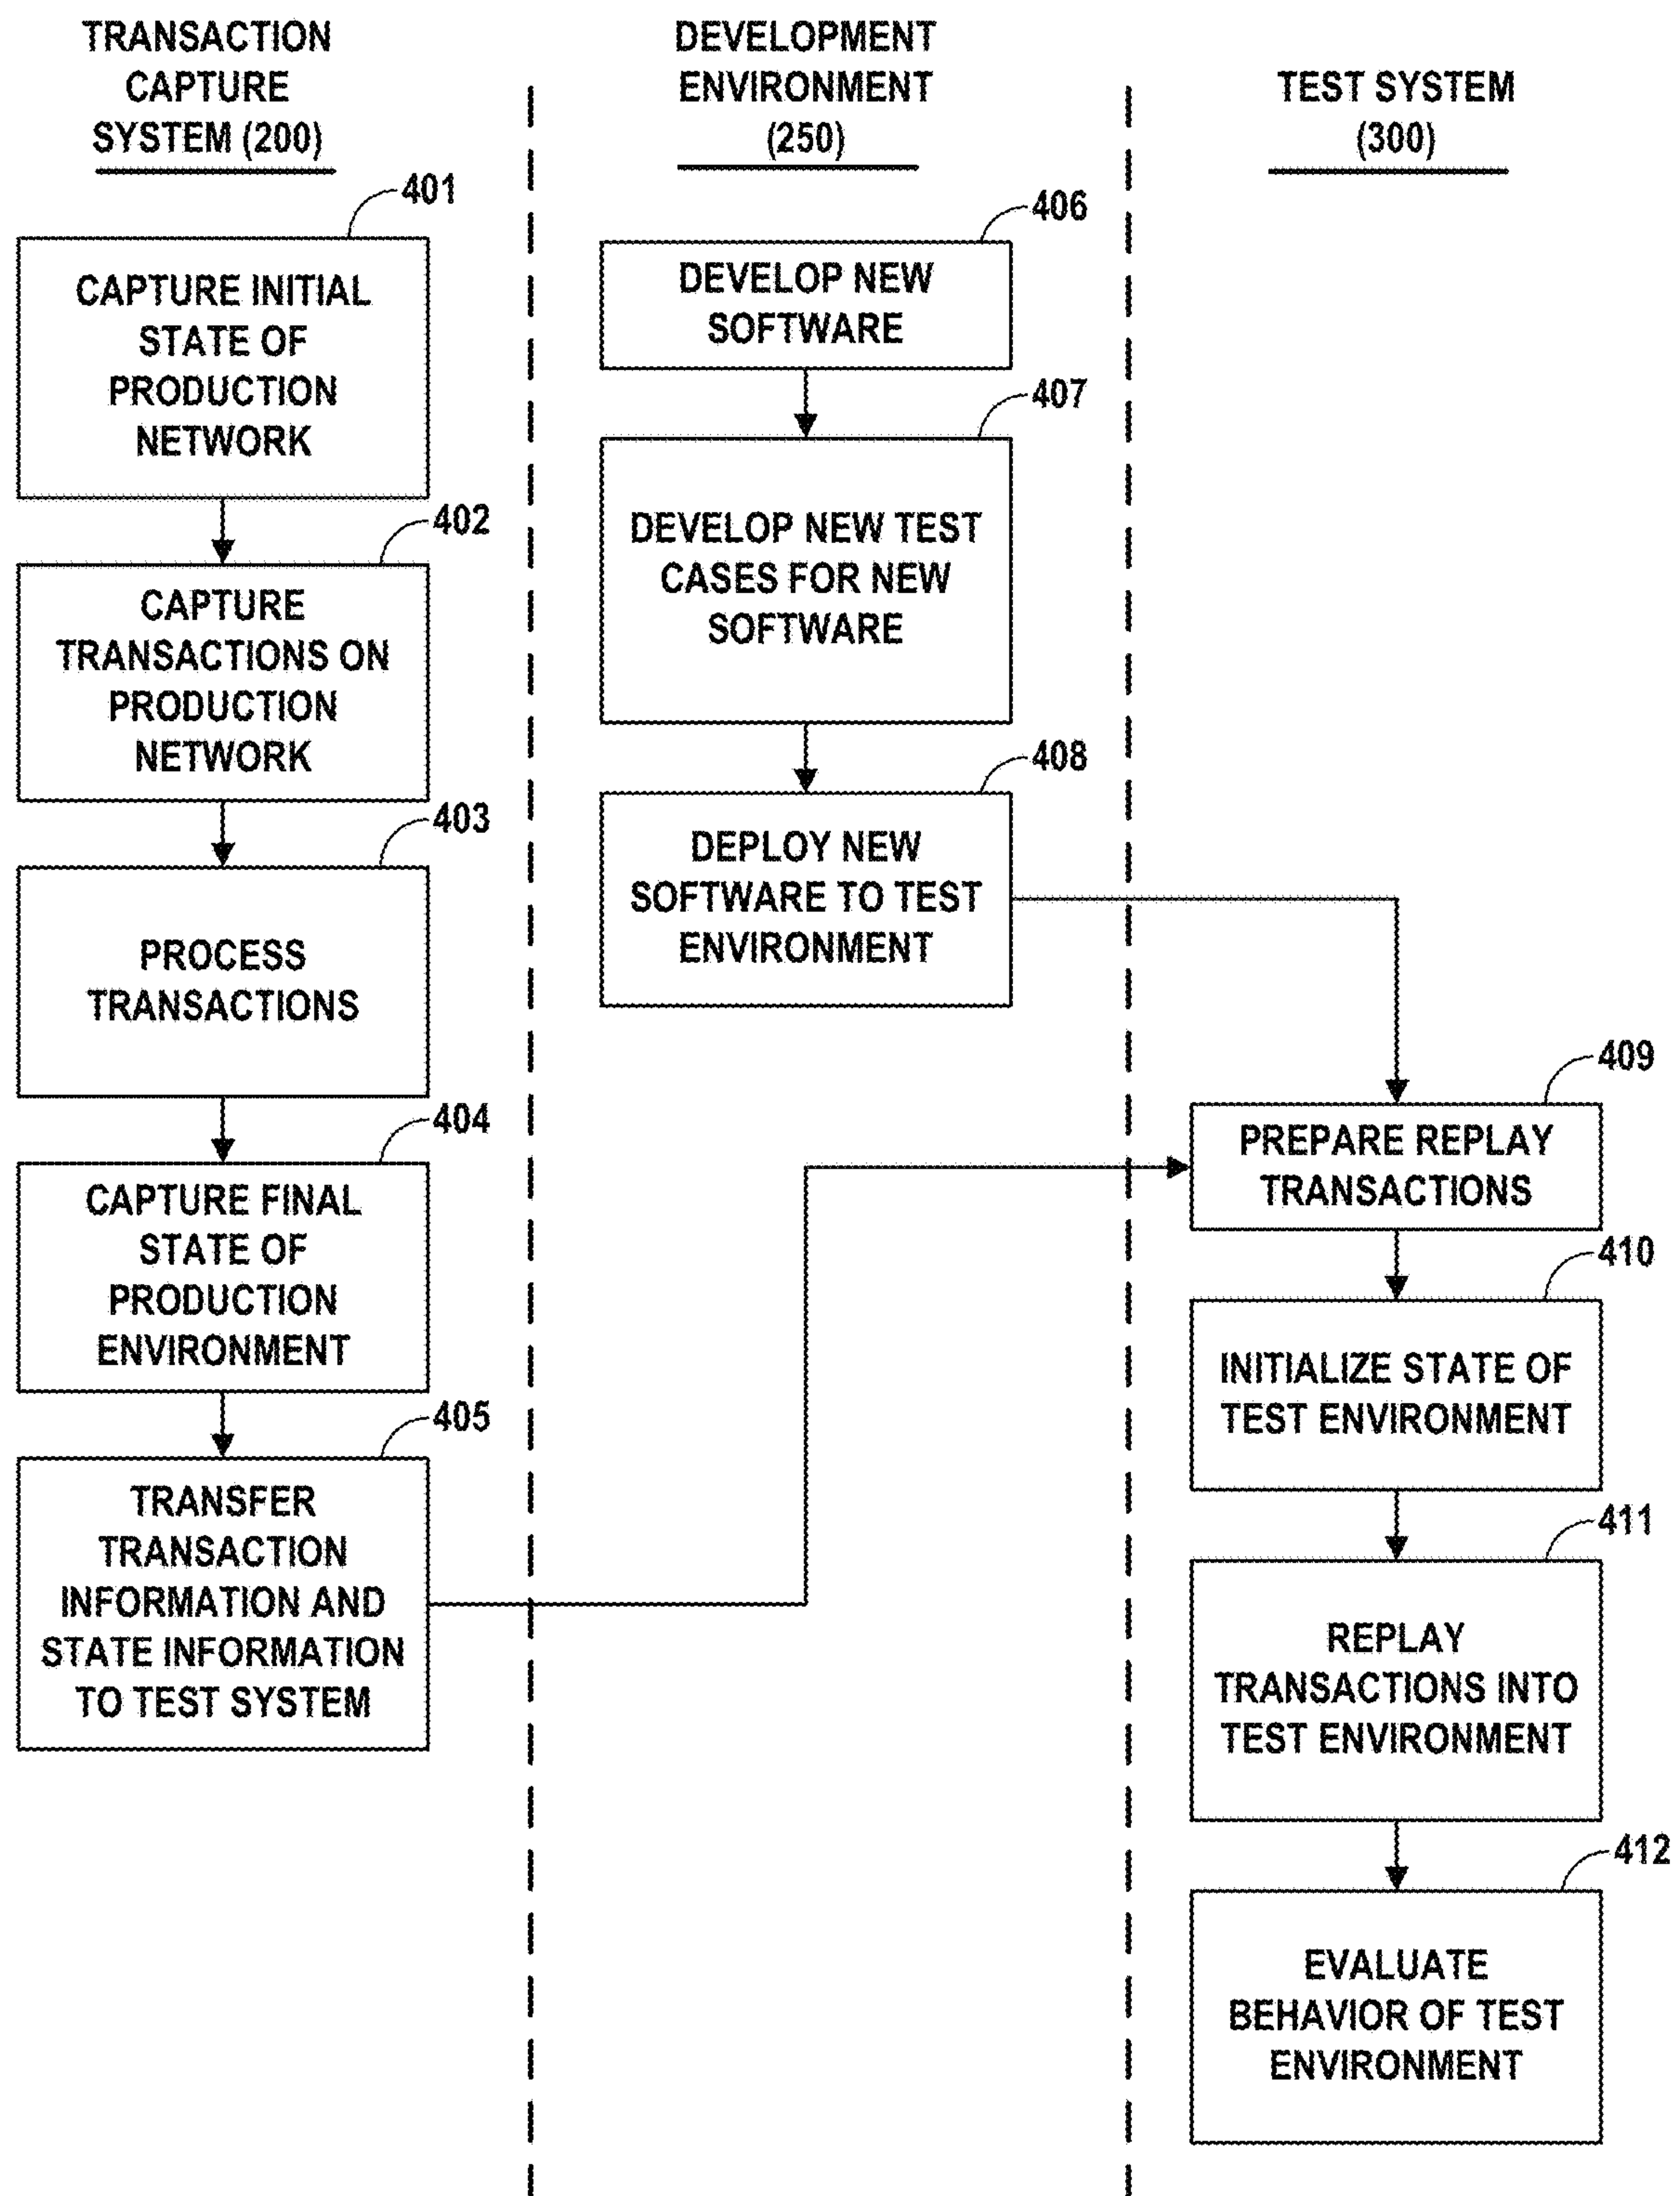 TRANSACTION
CAPTURE
SYSTEM (200)
401
CAPTURE INITIAL
STATE OF
PRODUCTION
NETWORK
402
CAPTURE
TRANSACTIONS ON
PRODUCTION
NETWORK
403
PROCESS
TRANSACTIONS
404
CAPTURE FINAL
STATE OF
PRODUCTION
ENVIRONMENT
405
TRANSFER
TRANSACTION
INFORMATION AND
STATE INFORMATION
TO TEST SYSTEM
DEVELOPMENT
ENVIRONMENT
(250)
406
DEVELOP NEW
SOFTWARE
407
DEVELOP NEW TEST
CASES FOR NEW
SOFTWARE
408
DEPLOY NEW
SOFTWARE TO TEST
ENVIRONMENT
TEST SYSTEM
(300)
409
PREPARE REPLAY
TRANSACTIONS
410
INITIALIZE STATE OF
TEST ENVIRONMENT
411
REPLAY
TRANSACTIONS INTO
TEST ENVIRONMENT
412
EVALUATE
BEHAVIOR OF TEST
ENVIRONMENT